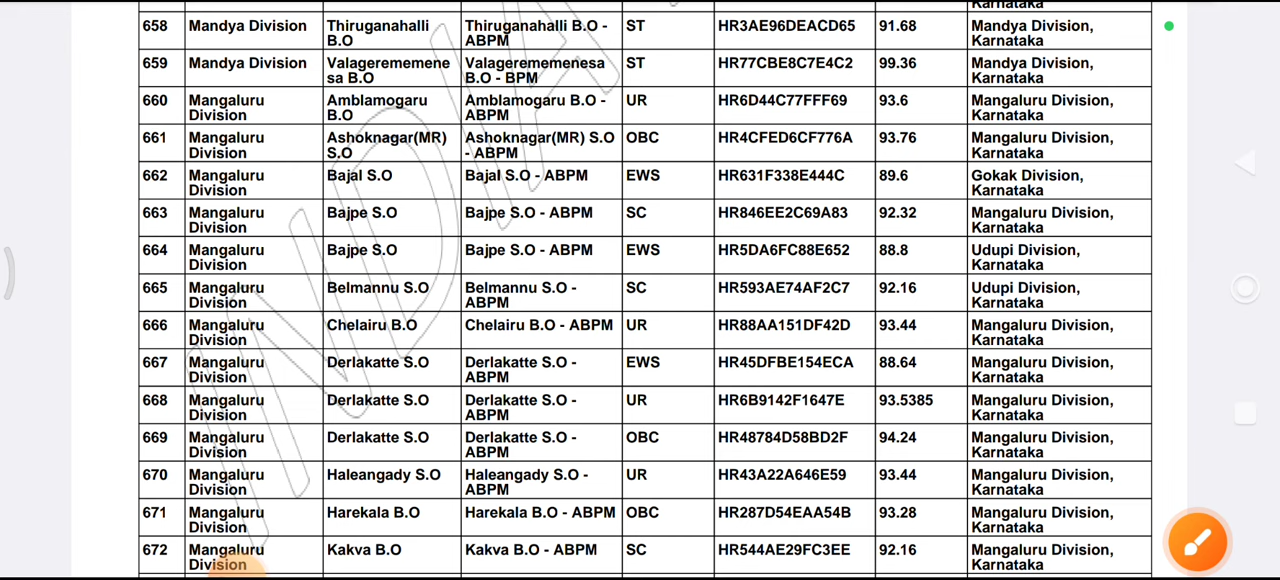 Karnataka
658 Mandya Division Thiruganahalli Thiruganahalli B.O - ST HR3AE96DEACD65 91.68 Mandya Division,
B.O ABPM Karnataka
659 Mandya Division Valagerememene Valagerememenesa ST HR77CBE8C7E4C2 99.36 Mandya Division,
sa B.O B.O - BPM Karnataka
660 Mangaluru Amblamogaru Amblamogaru B.O - UR HR6D44C77FFF69 93.6 Mangaluru Division,
Division B.O ABPM Karnataka
661 Mangaluru Ashoknagar(MR) Ashoknagar(MR) S.O OBC HR4CFED6CF776A 93.76 Mangaluru Division,
Division S.O - ABPM Karnataka
662 Mangaluru Bajal S.O Bajal S.O - ABPM EWS HR631F338E444C 89.6 Gokak Division,
Division Karnataka
663 Mangaluru Bajpe S.O Bajpe S.O - ABPM SC HR846EE2C69A83 92.32 Mangaluru Division,
Division Karnataka
664 Mangaluru Bajpe S.O Bajpe S.O - ABPM EWS HR5DA6FC88E652 88.8 Udupi Division,
Division Karnataka
665 Mangaluru Belmannu S.O Belmannu S.O - SC HR593AE74AF2C7 92.16 Udupi Division,
Division ABPM Karnataka
666 Mangaluru Chelairu B.O Chelairu B.O - ABPM UR HR88AA151DF42D 93.44 Mangaluru Division,
Division Karnataka
667 Mangaluru Derlakatte S.O Derlakatte S.O - EWS HR45DFBE154ECA 88.64 Mangaluru Division,
Division ABPM Karnataka
668 Mangaluru Derlakatte S.O Derlakatte S.O - UR HR6B9142F1647E 93.5385 Mangaluru Division,
Division ABPM Karnataka
669 Mangaluru Derlakatte S.O Derlakatte S.O - OBC HR48784D58BD2F 94.24 Mangaluru Division,
Division ABPM Karnataka
670 Mangaluru Haleangady S.O Haleangady S.O - UR HR43A22A646E59 93.44 Mangaluru Division,
Division ABPM Karnataka
671 Mangaluru Harekala B.O Harekala B.O - ABPM OBC HR287D54EAA54B 93.28 Mangaluru Division,
Division Karnataka
672 Mangaluru Kakva B.O Kakva B.O - ABPM SC HR544AE29FC3EE 92.16 Mangaluru Division,
Division Karnataka